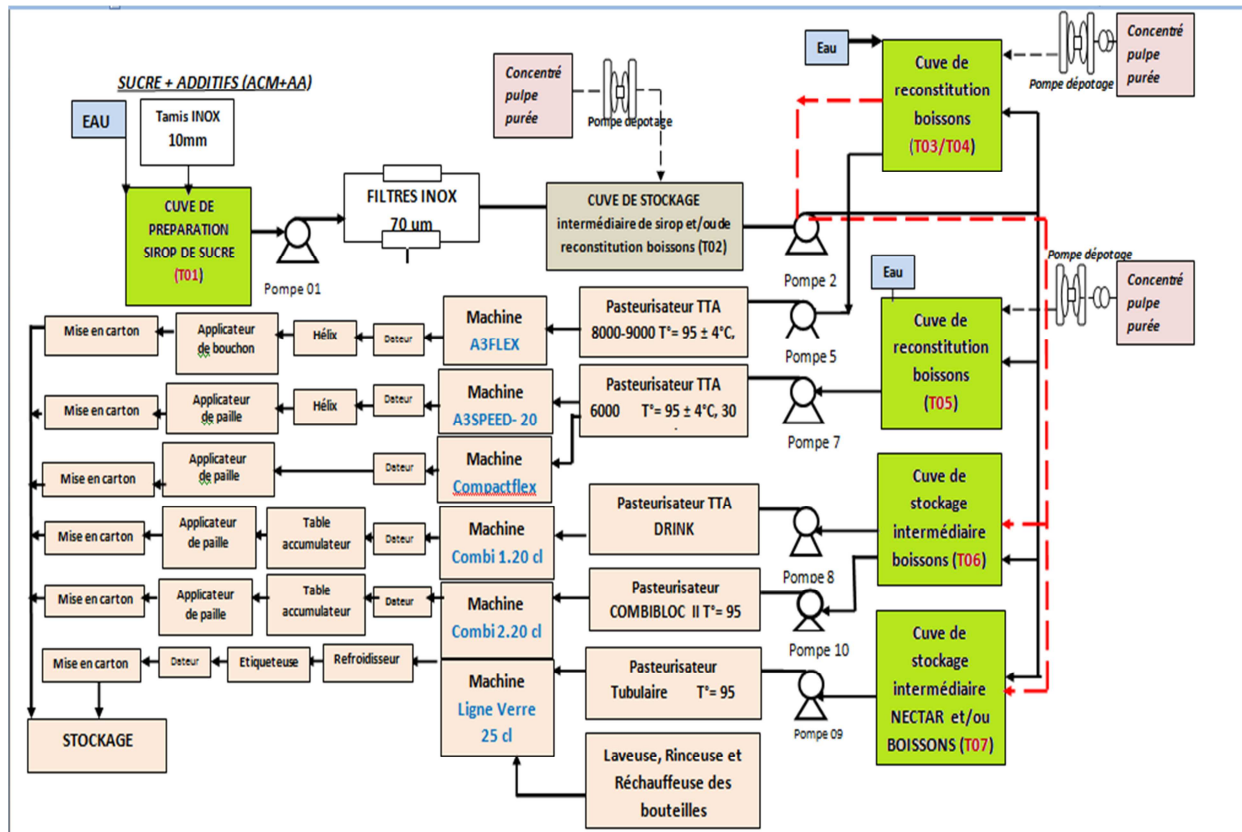 SUCRE + ADDITIFS (ACM+AA)
EAU
Tamis INOX
10mm
CUVE DE
PREPARATION
SIROP DE SUCRE
(T01)
Pompe 01
FILTRES INOX
70 um
Concentré
pulpe
purée
Pompe dépotage
CUVE DE STOCKAGE
intermédiaire de sirop et/ou de
reconstitution boissons (T02)
Pompe 2
Eau
Cuve de
reconstitution
boissons
(T03/T04)
Pompe dépotage
Concentré
pulpe
purée
Mise en carton
Applicateur
de bouchon
Hélix
Dateur
Machine
A3FLEX
Pasteurisateur TTA
8000-9000 T°= 95 ± 4°C,
Pompe 5
Eau
Cuve de
reconstitution
boissons
(T05)
Pompe dépotage
Concentré
pulpe
purée
Mise en carton
Applicateur
de paille
Hélix
Dateur
Machine
A3SPEED- 20
Pasteurisateur TTA
6000 T°= 95 ± 4°C, 30
Pompe 7
Mise en carton
Applicateur
de paille
Dateur
Machine
Compactflex
Mise en carton
Applicateur
de paille
Table
accumulateur
Dateur
Machine
Combi 1.20 cl
Pasteurisateur TTA
DRINK
Pompe 8
Cuve de
stockage
intermédiaire
boissons (T06)
Mise en carton
Applicateur
de paille
Table
accumulateur
Dateur
Machine
Combi 2.20 cl
Pasteurisateur
COMBIBLOC II T°= 95
Pompe 10
Mise en carton
Dateur
Etiqueteuse
Refroidisseur
Machine
Ligne Verre
25 cl
Pasteurisateur
Tubulaire T°= 95
Pompe 09
Cuve de
stockage
intermédiaire
NECTAR et/ou
BOISSONS (T07)
STOCKAGE
Laveuse, Rinceuse et
Réchauffeuse des
bouteilles